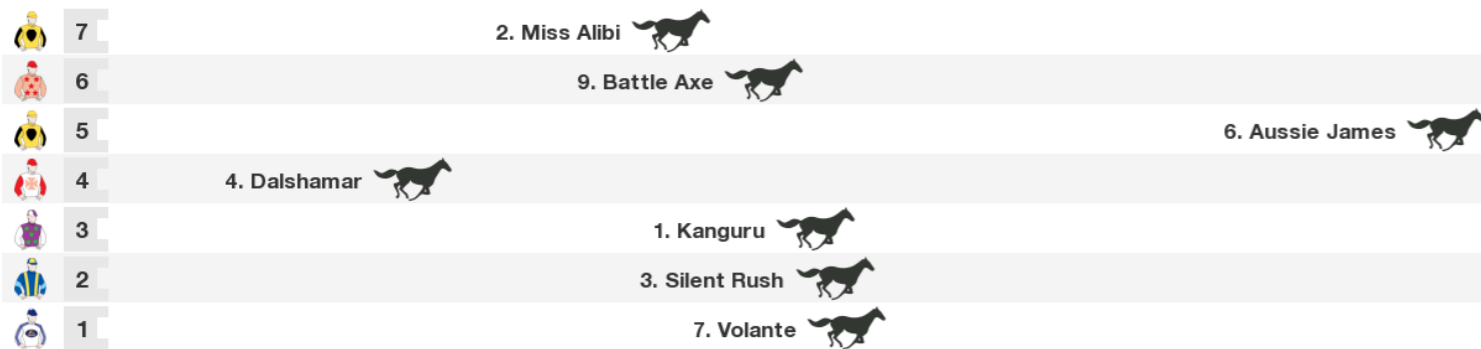 7 2. Miss Alibi
6 9. Battle Axe
5 6. Aussie James
4 4. Dalshamar
3 1. Kanguru
2 3. Silent Rush
1 7. Volante